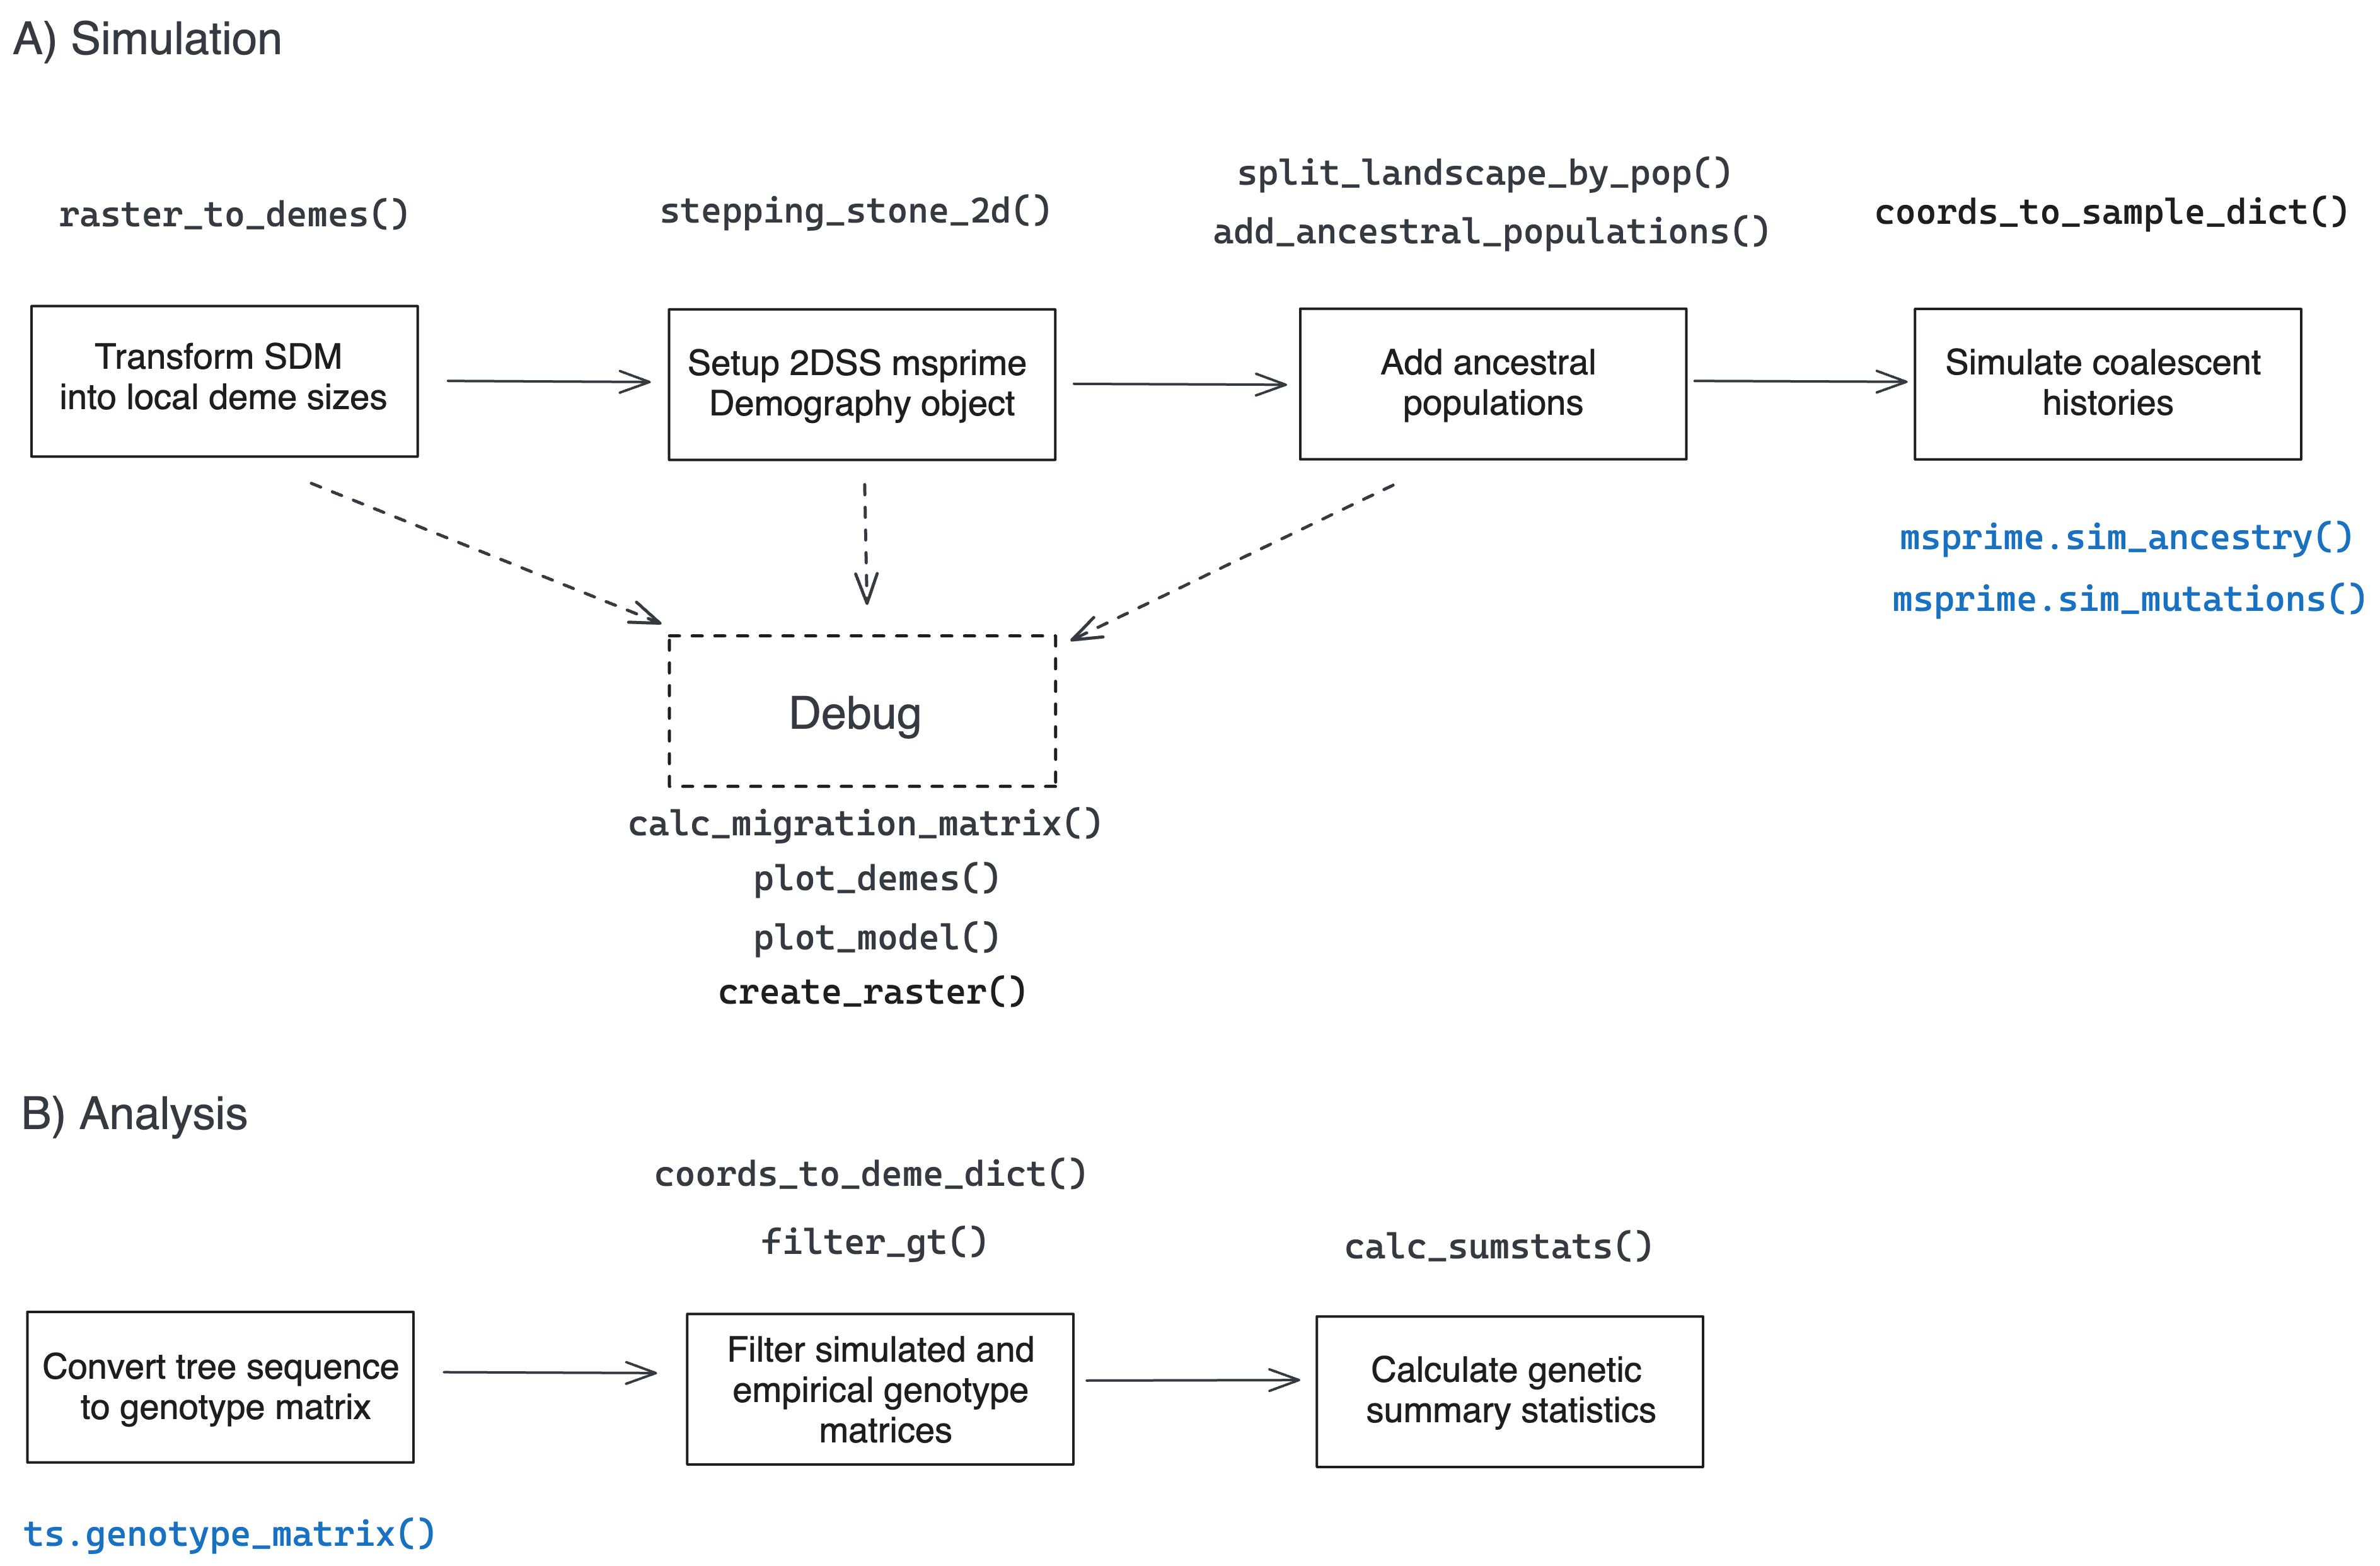 A) Simulation
raster_to_demes()
stepping_stone_2d()
split_landscape_by_pop()
add_ancestral_populations()
coords_to_sample_dict()
Transform SDM
into local deme sizes
Setup 2DSS msprime
Demography object
Add ancestral
populations
Simulate coalescent
histories
msprime.sim_ancestry()
msprime.sim_mutations()
Debug
calc_migration_matrix()
plot_demes()
plot_model()
create_raster()
B) Analysis
coords_to_deme_dict()
filter_gt()
calc_sumstats()
Convert tree sequence
to genotype matrix
Filter simulated and
empirical genotype
matrices
Calculate genetic
summary statistics
ts.genotype_matrix()